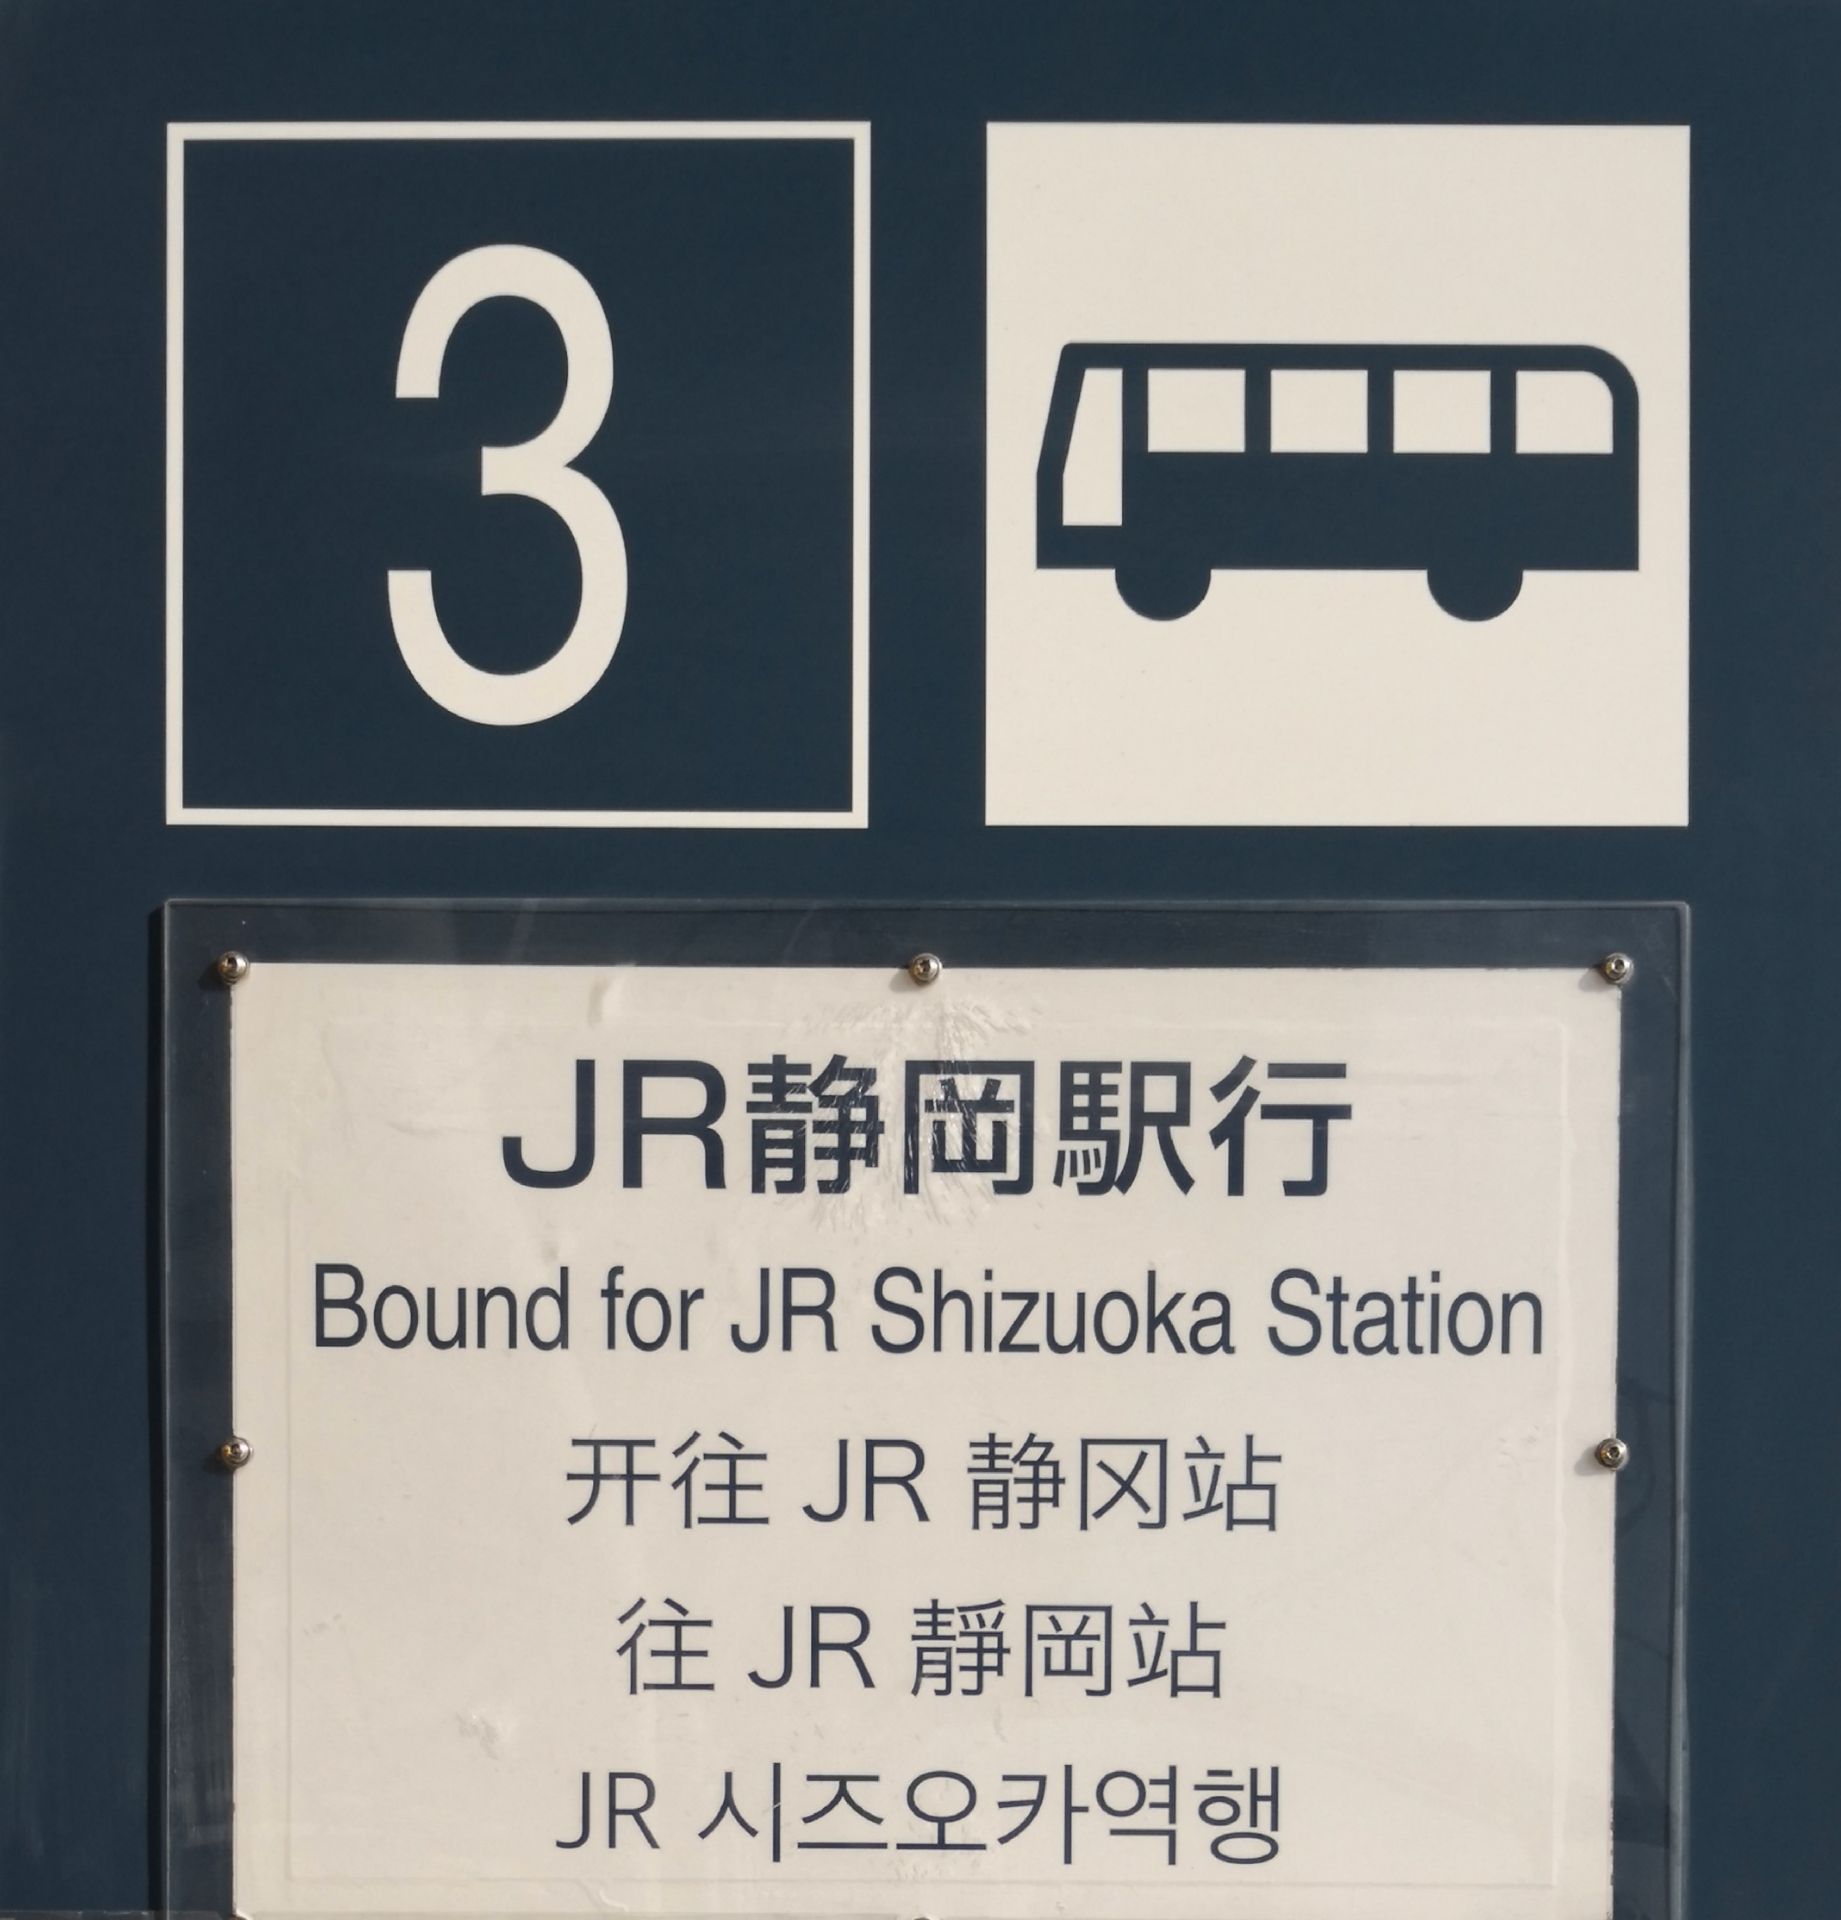 3
JR静岡駅行
Bound for JR Shizuoka Station
开往 JR 静冈站
往 JR 靜岡站
JR 시즈오카역행